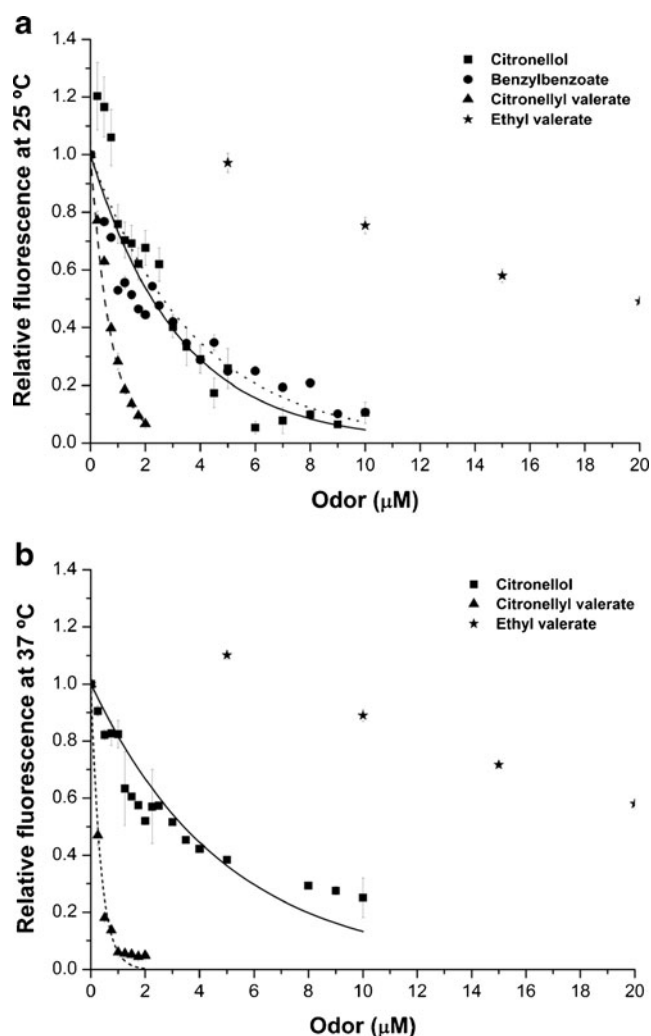 a
Relative fluorescence at 25 ºC
1.4
1.2
1.0
0.8
0.6
0.4
0.2
0.0
Citronellol
Benzylbenzoate
Citronellyl valerate
Ethyl valerate
0 2 4 6 8 10 12 14 16 18 20
Odor (μM)
b
Relative fluorescence at 37 ºC
1.4
1.2
1.0
0.8
0.6
0.4
0.2
0.0
Citronellol
Citronellyl valerate
Ethyl valerate
0 2 4 6 8 10 12 14 16 18 20
Odor (μM)